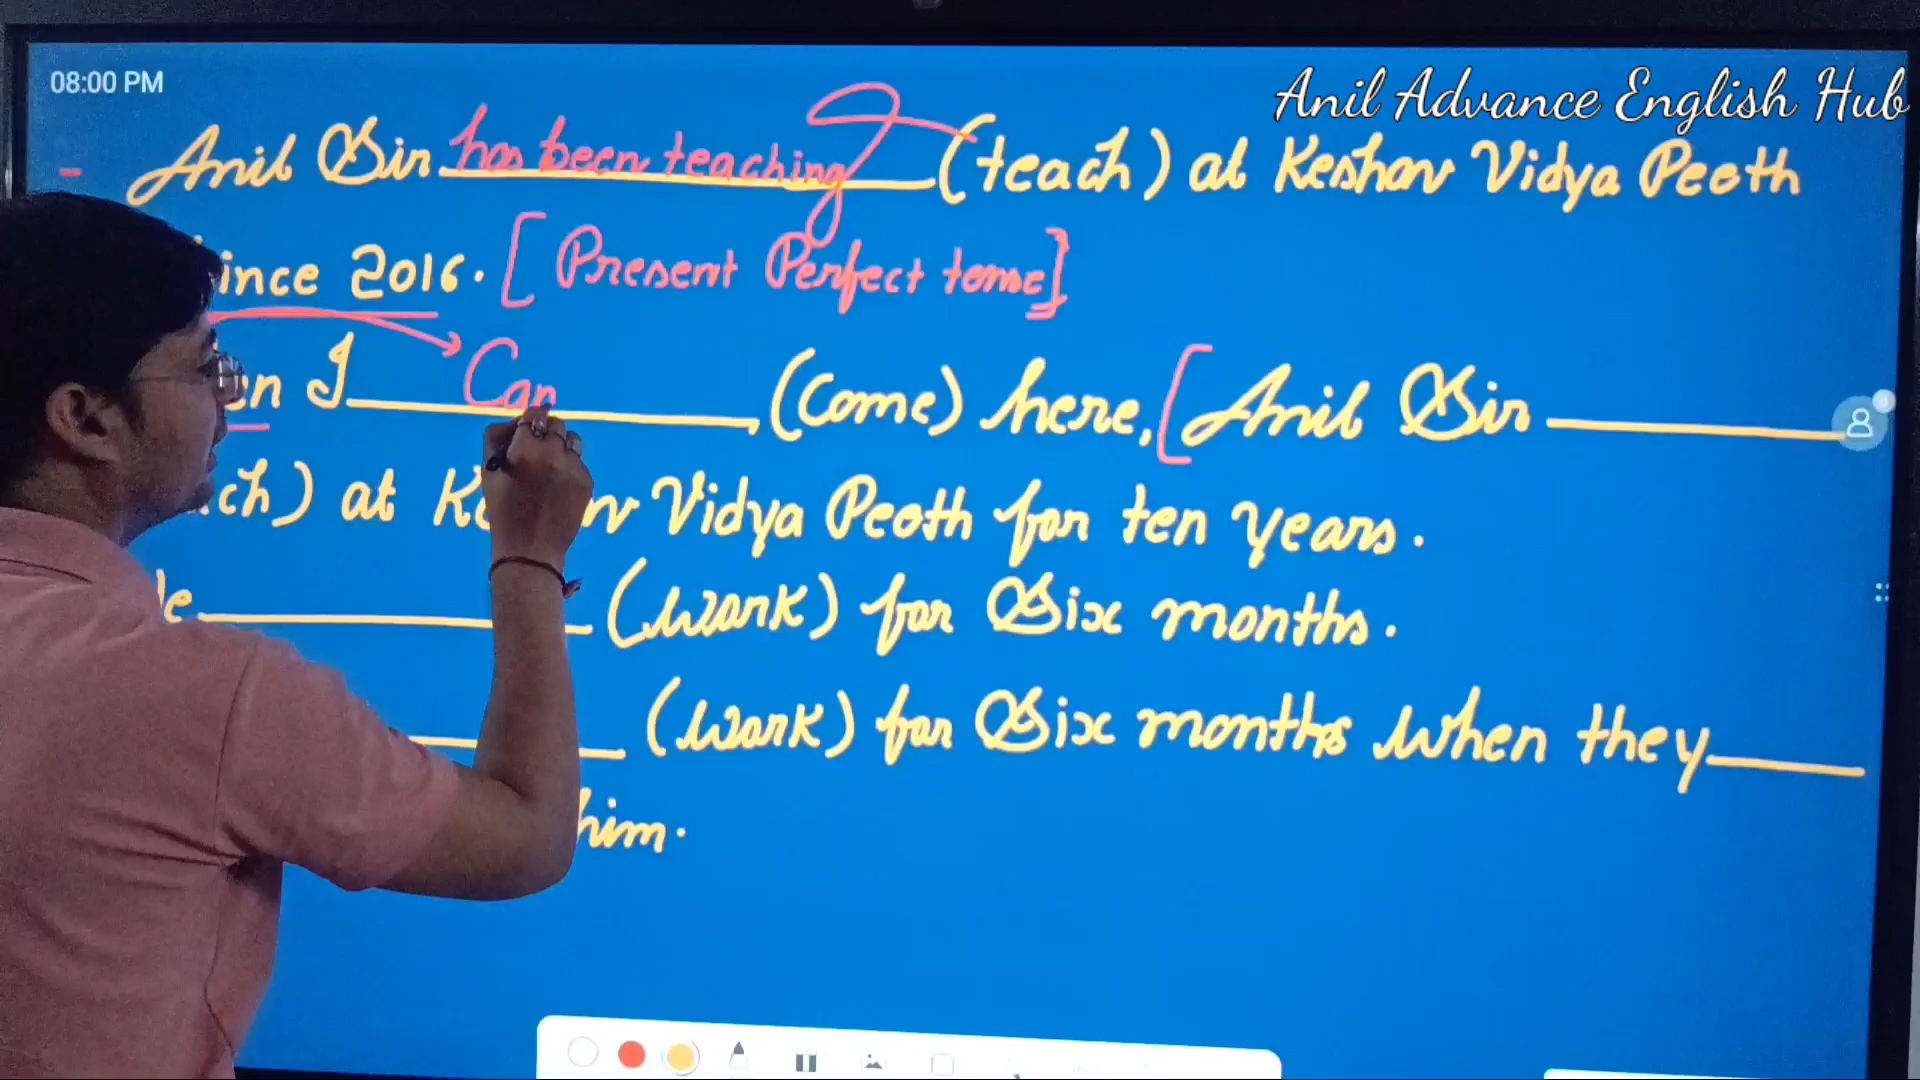 08:00 PM
Anil Advance English Hub
- Anil Sir has been teaching (teach) at Keshav Vidya Peeth
ince 2016. [Present Perfect tense]
en I Can (Come) here, [Anil Sir
ch) at Ke Vidya Peeth for ten years.
(Work) for Six months.
(Work) for Six months when they
him.